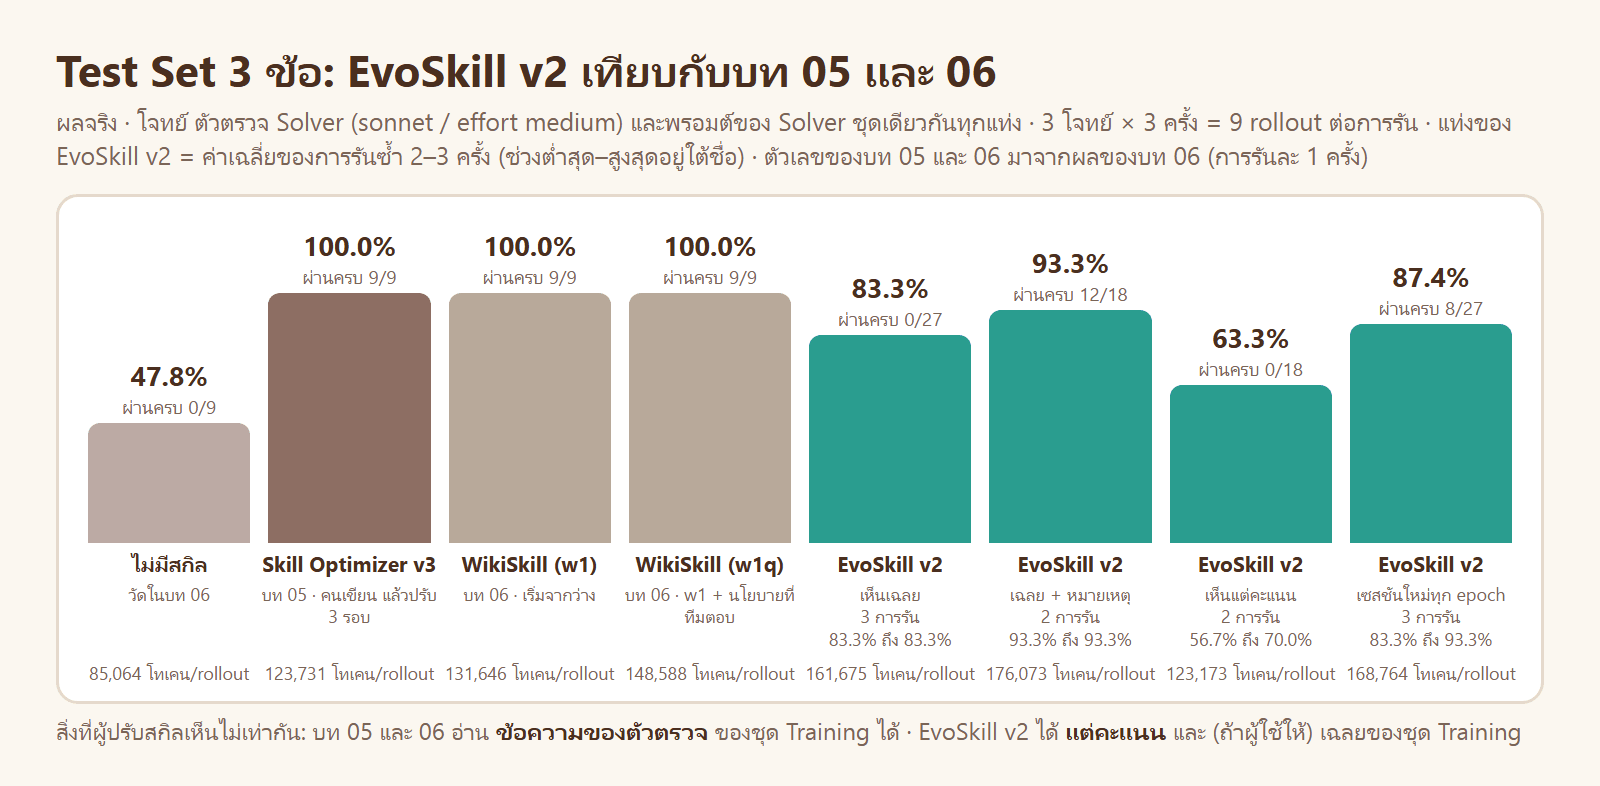 Test Set 3 ข้อ: EvoSkill v2 เทียบกับบท 05 และ 06
ผลจริง · โจทย์ ตัวตรวจ Solver (sonnet / effort medium) และพรอมต์ของ Solver ชุดเดียวกันทุกแท่ง · 3 โจทย์ × 3 ครั้ง = 9 rollout ต่อการรัน · แท่งของ
EvoSkill v2 = ค่าเฉลี่ยของการรันซ้ำ 2–3 ครั้ง (ช่วงต่ำสุด–สูงสุดอยู่ใต้ชื่อ) · ตัวเลขของบท 05 และ 06 มาจากผลของบท 06 (การรันละ 1 ครั้ง)
47.8%
ผ่านครบ 0/9
ไม่มีสกิล
วัดในบท 06
85,064 โทเคน/rollout
100.0%
ผ่านครบ 9/9
Skill Optimizer v3
บท 05 · คนเขียน แล้วปรับ
3 รอบ
123,731 โทเคน/rollout
100.0%
ผ่านครบ 9/9
WikiSkill (w1)
บท 06 · เริ่มจากว่าง
131,646 โทเคน/rollout
100.0%
ผ่านครบ 9/9
WikiSkill (w1q)
บท 06 · w1 + นโยบายที่
ทีมตอบ
148,588 โทเคน/rollout
83.3%
ผ่านครบ 0/27
EvoSkill v2
เห็นเฉลย
3 การรัน
83.3% ถึง 83.3%
161,675 โทเคน/rollout
93.3%
ผ่านครบ 12/18
EvoSkill v2
เฉลย + หมายเหตุ
2 การรัน
93.3% ถึง 93.3%
176,073 โทเคน/rollout
63.3%
ผ่านครบ 0/18
EvoSkill v2
เห็นแต่คะแนน
2 การรัน
56.7% ถึง 70.0%
123,173 โทเคน/rollout
87.4%
ผ่านครบ 8/27
EvoSkill v2
เซสชันใหม่ทุก epoch
3 การรัน
83.3% ถึง 93.3%
168,764 โทเคน/rollout
สิ่งที่ผู้ปรับสกิลเห็นไม่เท่ากัน: บท 05 และ 06 อ่าน ข้อความของตัวตรวจ ของชุด Training ได้ · EvoSkill v2 ได้ แต่คะแนน และ (ถ้าผู้ใช้ให้) เฉลยของชุด Training